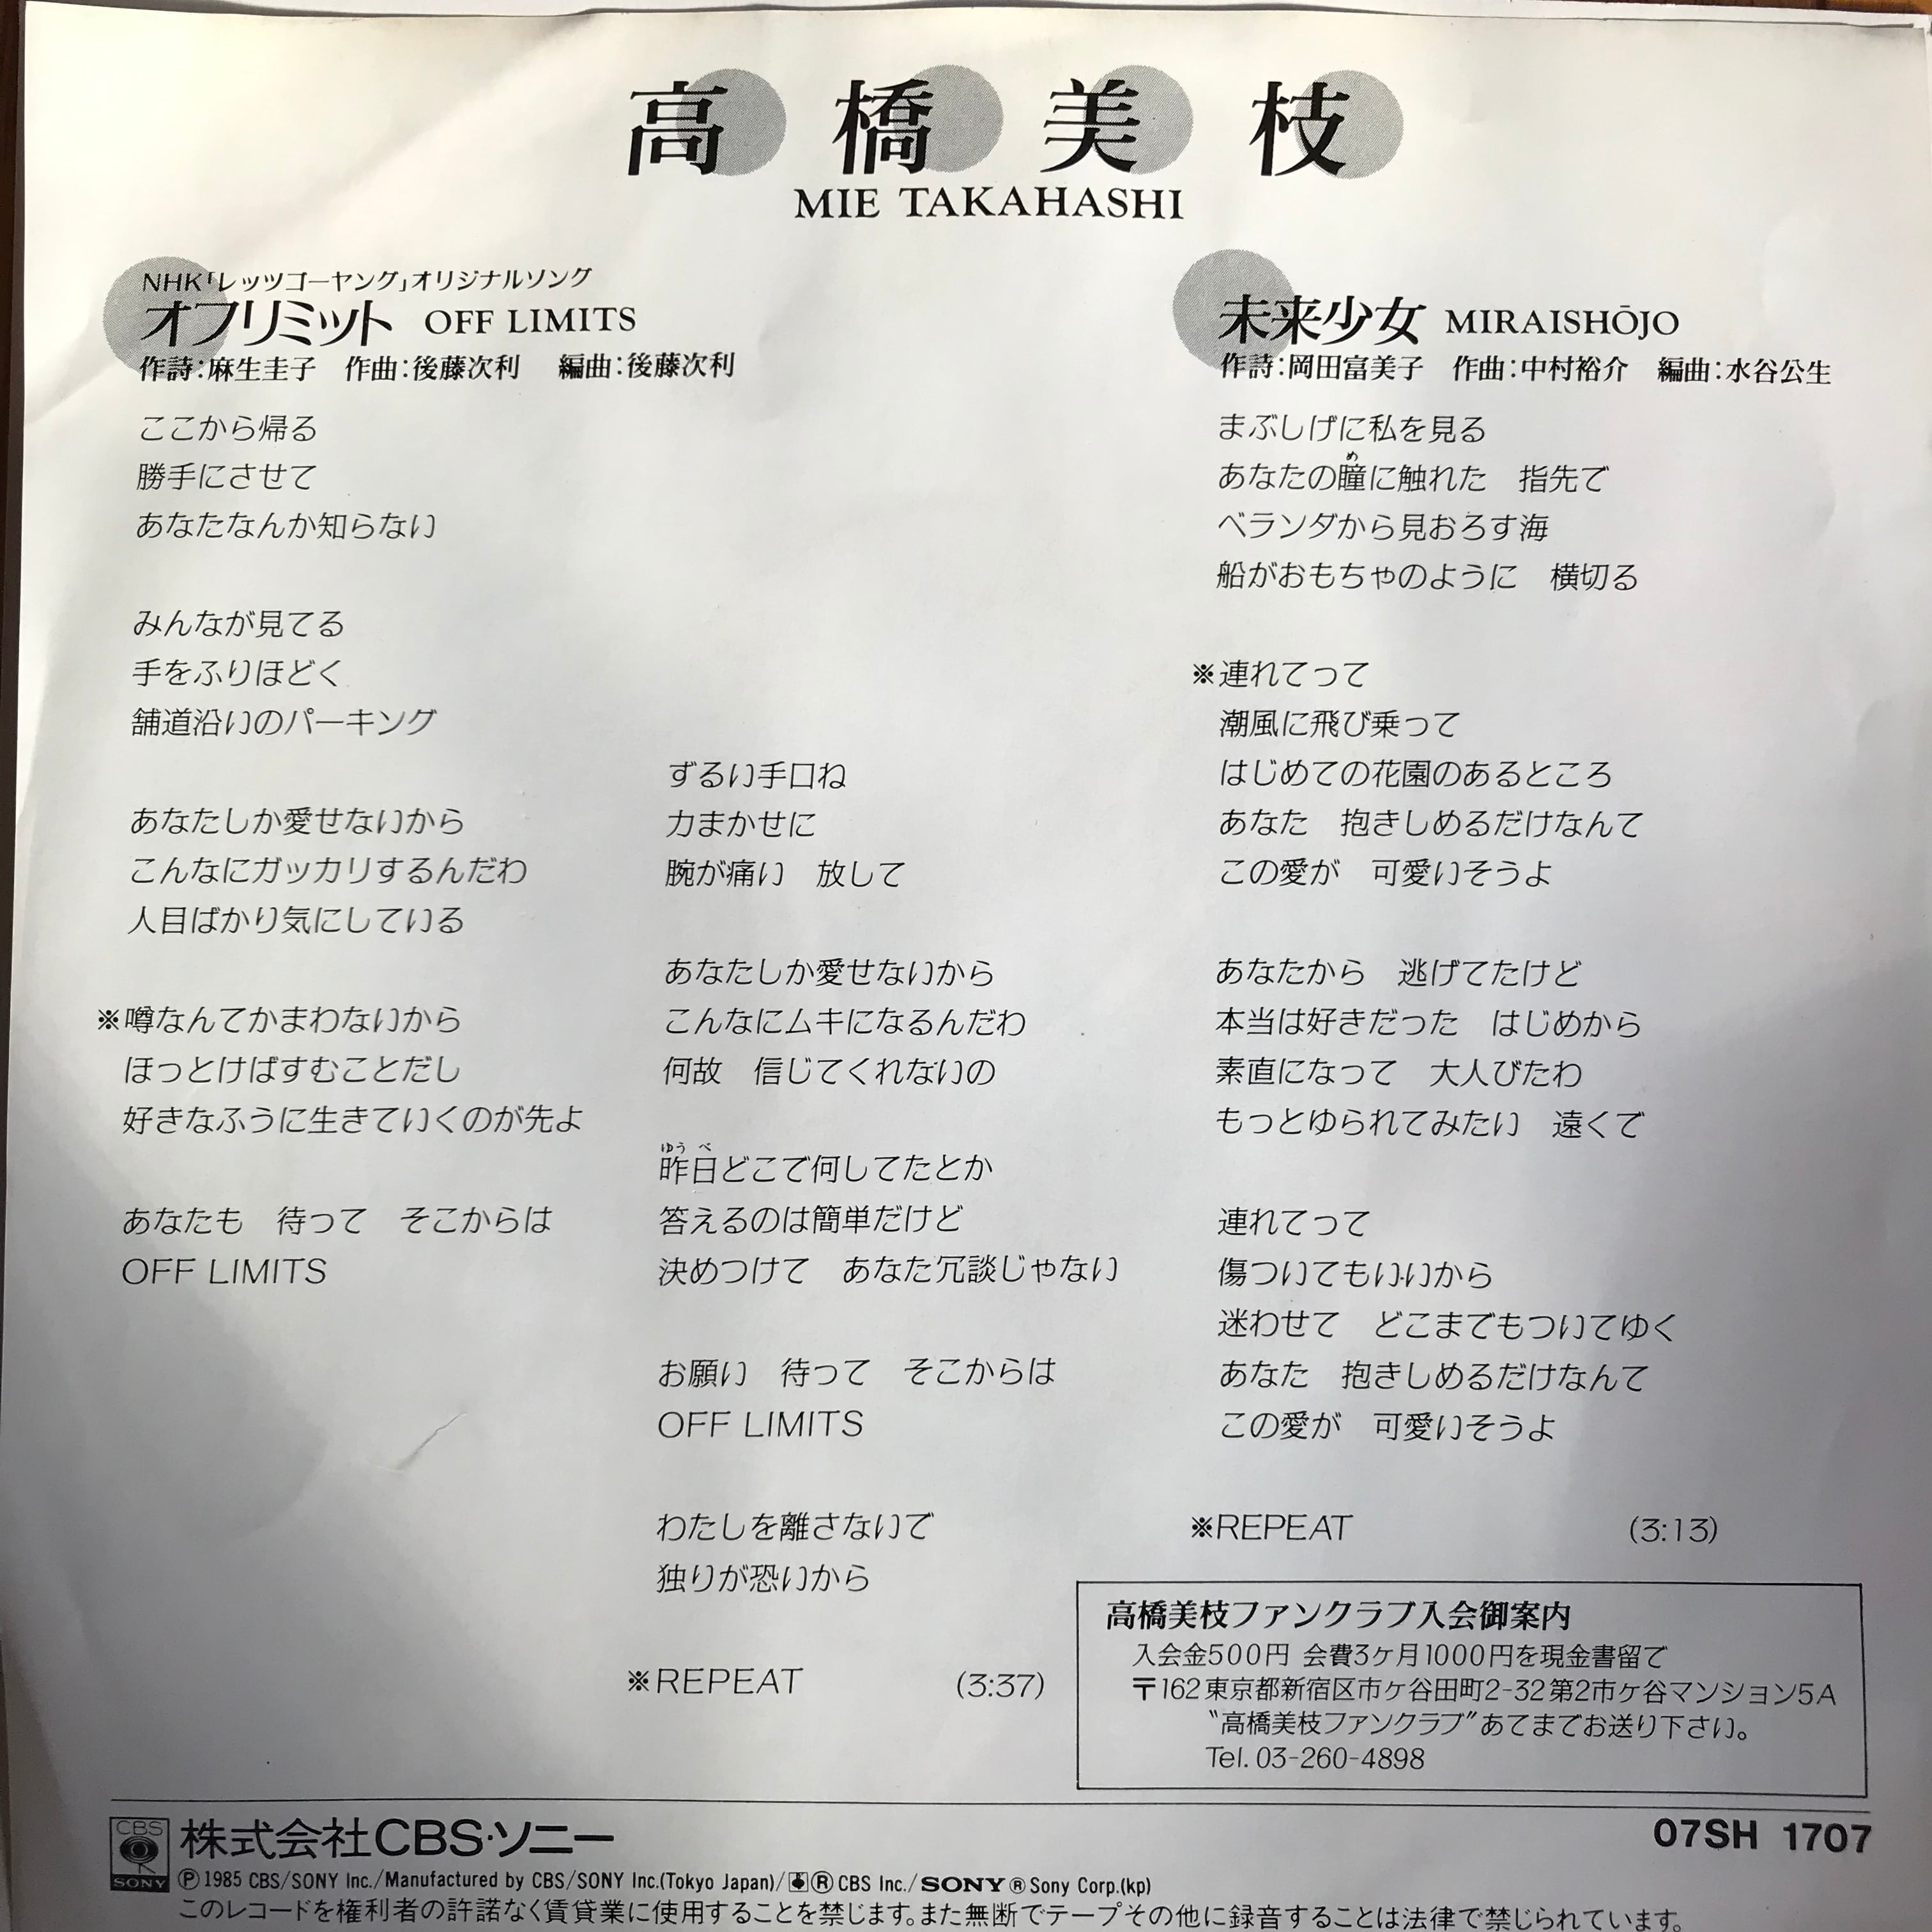 高橋美枝
MIE TAKAHASHI
NHK「レッツゴーヤング」オリジナルソング
オフリミット OFF LIMITS
作詩:麻生圭子 作曲:後藤次利 編曲:後藤次利
ここから帰る
勝手にさせて
あなたなんか知らない
みんなが見てる
手をふりほどく
舗道沿いのパーキング
あなたしか愛せないから
こんなにガッカリするんだわ
人目ばかり気にしている
※噂なんてかまわないから
ほっとけばすむことだし
好きなふうに生きていくのが先よ
あなたも 待って そこからは
OFF LIMITS
ずるい手口ね
力まかせに
腕が痛い 放して
あなたしか愛せないから
こんなにムキになるんだわ
何故 信じてくれないの
ゆうべ
昨日どこで何してたとか
答えるのは簡単だけど
決めつけて あなた冗談じゃない
お願い 待って そこからは
OFF LIMITS
わたしを離さないで
独りが恐いから
※REPEAT (3:37)
未来少女 MIRAISHŌJO
作詩:岡田富美子 作曲:中村裕介 編曲:水谷公生
まぶしげに私を見る
め
あなたの瞳に触れた 指先で
ベランダから見おろす海
船がおもちゃのように 横切る
※連れてって
潮風に飛び乗って
はじめての花園のあるところ
あなた 抱きしめるだけなんて
この愛が 可愛いそうよ
あなたから 逃げてたけど
本当は好きだった はじめから
素直になって 大人びたわ
もっとゆられてみたい 遠くで
連れてって
傷ついてもいいから
迷わせて どこまでもついてゆく
あなた 抱きしめるだけなんて
この愛が 可愛いそうよ
※REPEAT (3:13)
高橋美枝ファンクラブ入会御案内
入会金500円 会費3ヶ月1000円を現金書留で
〒162東京都新宿区市ヶ谷田町2-32第2市ヶ谷マンション5A
"高橋美枝ファンクラブ"あてまでお送り下さい。
Tel. 03-260-4898
CBS
SONY
株式会社CBS・ソニー
07SH 1707
Ⓟ1985 CBS/SONY Inc./Manufactured by CBS/SONY Inc.(Tokyo Japan)/®CBS Inc./SONY®Sony Corp.(kp)
このレコードを権利者の許諾なく賃貸業に使用することを禁じます。また無断でテープその他に録音することは法律で禁じられています。